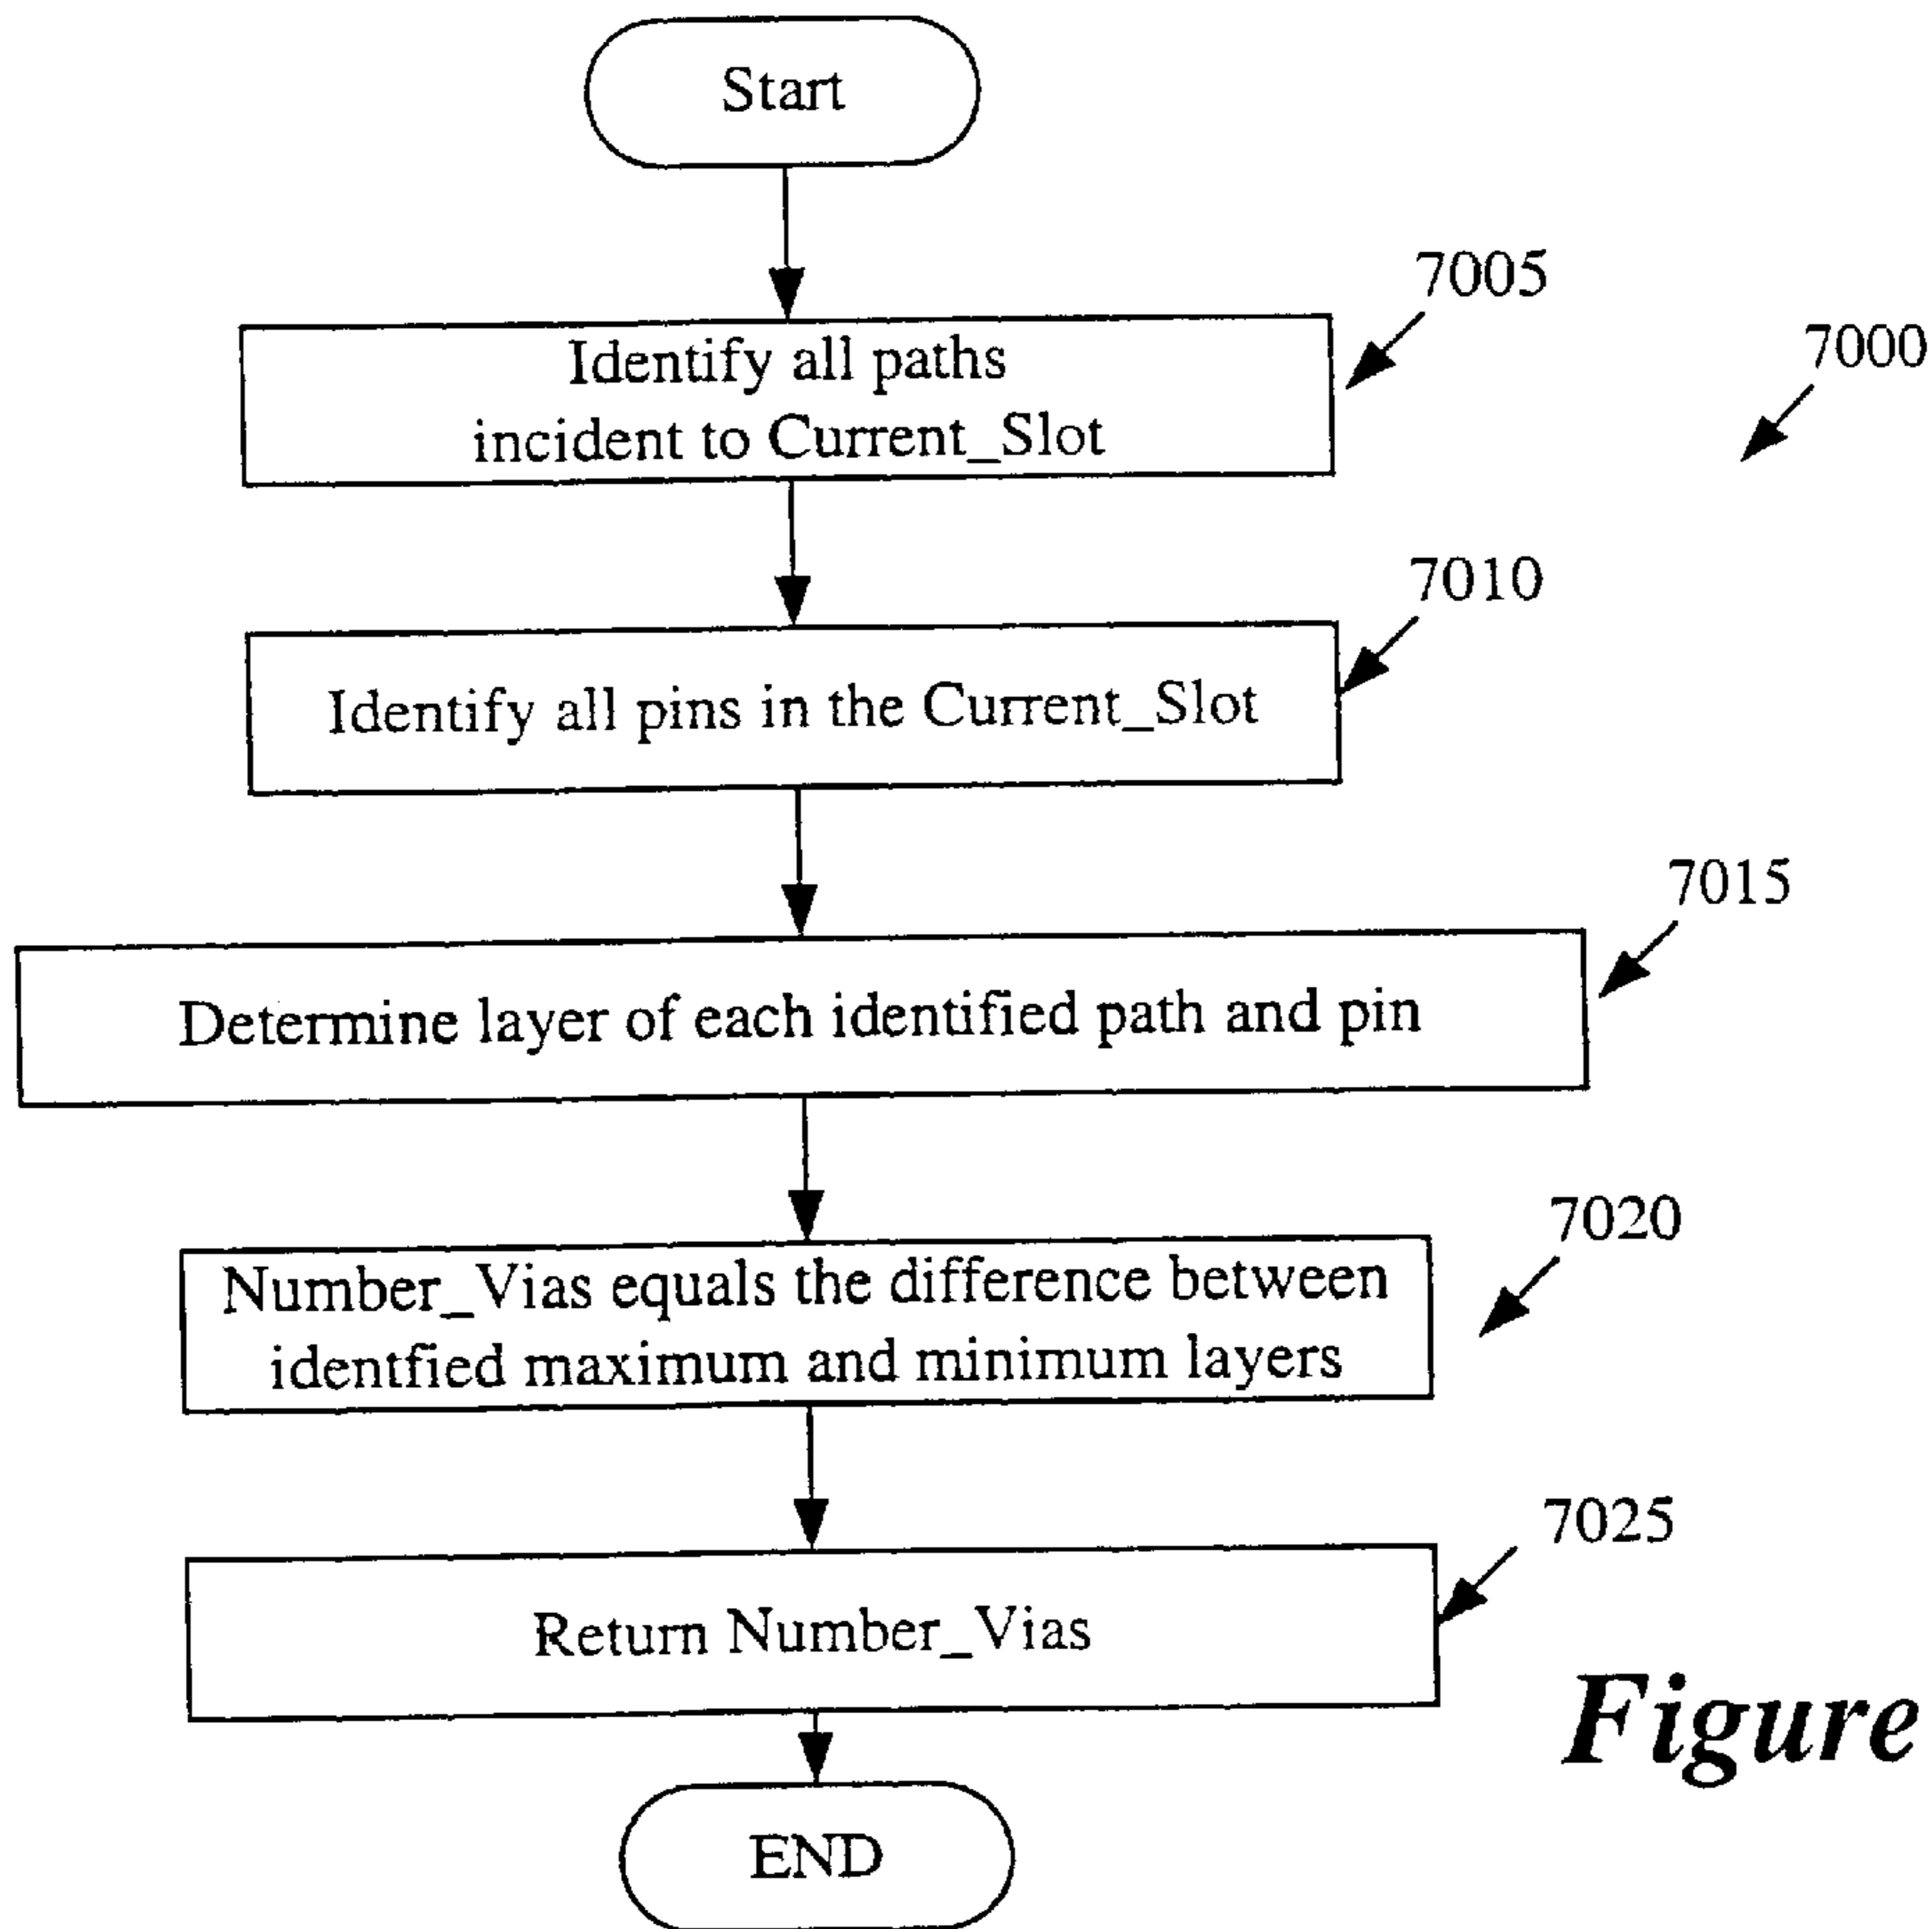 Start
7005
7000
Identify all paths
incident to Current_Slot
7010
Identify all pins in the Current_Slot
7015
Determine layer of each identified path and pin
7020
Number_Vias equals the difference between
identfied maximum and minimum layers
7025
Return Number_Vias
Figure
END